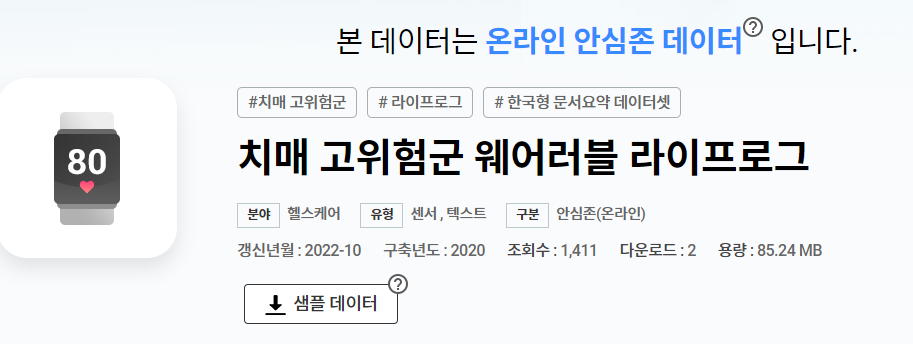 본 데이터는 온라인 안심존 데이터? 입니다.
#치매 고위험군 # 라이프로그 # 한국형 문서요약 데이터셋
80
치매 고위험군 웨어러블 라이프로그
분야 헬스케어 유형 센서 , 텍스트 구분 안심존(온라인)
갱신년월 : 2022-10 구축년도 : 2020 조회수 : 1,411 다운로드 : 2 용량 : 85.24 MB
샘플 데이터 ?